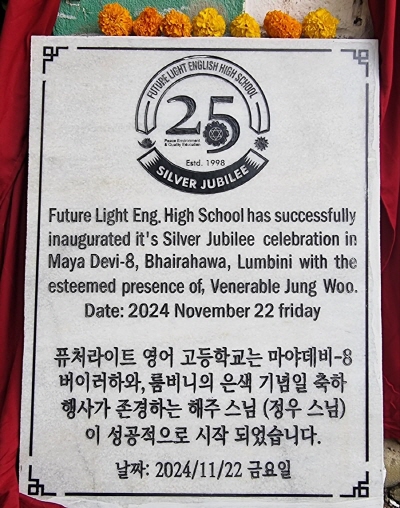 FUTURE LIGHT ENGLISH HIGH SCHOOL
25
Peace Environment
& Quality Education
Estd. 1998
SILVER JUBILEE
Future Light Eng. High School has successfully
inaugurated it's Silver Jubilee celebration in
Maya Devi-8, Bhairahawa, Lumbini with the
esteemed presence of, Venerable Jung Woo.
Date: 2024 November 22 friday
퓨처라이트 영어 고등학교는 마야데비-8
버이러하와, 룸비니의 은색 기념일 축하
행사가 존경하는 해주 스님 (정우 스님)
이 성공적으로 시작 되었습니다.
날짜: 2024/11/22 금요일